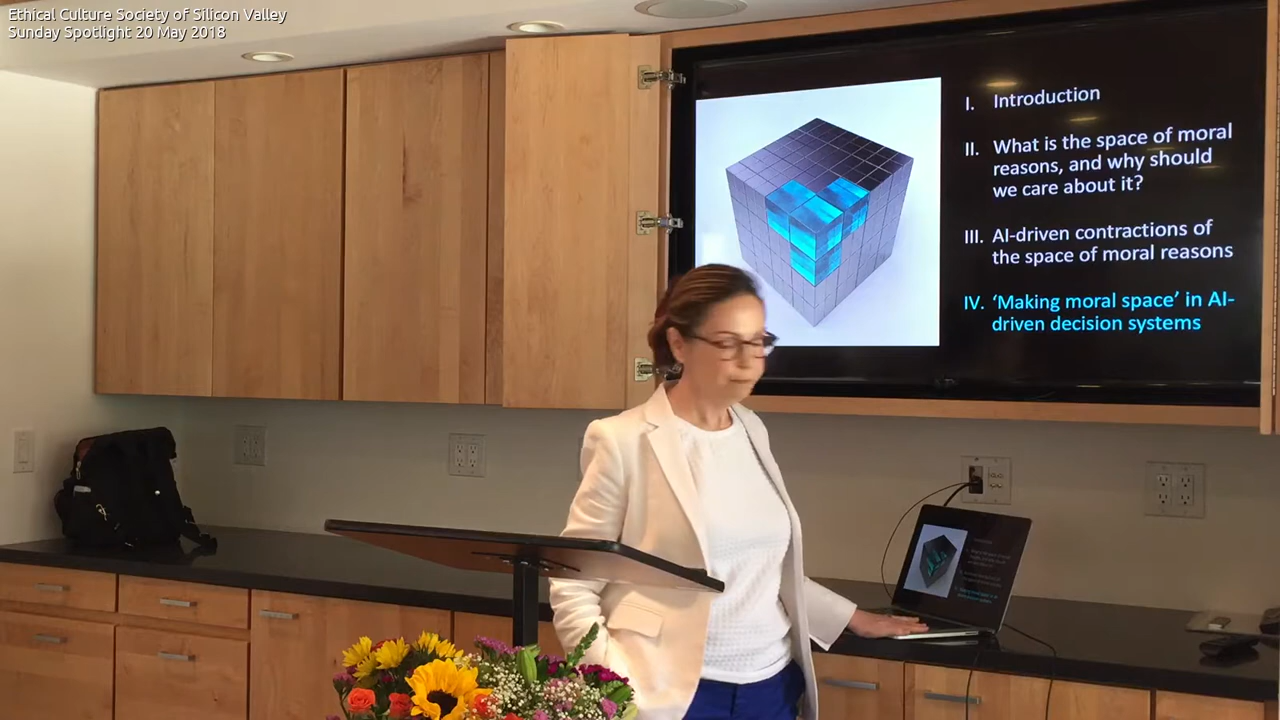 Ethical Culture Society of Silicon Valley
Sunday Spotlight 20 May 2018
I. Introduction
II. What is the space of moral
reasons, and why should
we care about it?
III. AI-driven contractions of
the space of moral reasons
IV. ‘Making moral space’ in AI-
driven decision systems